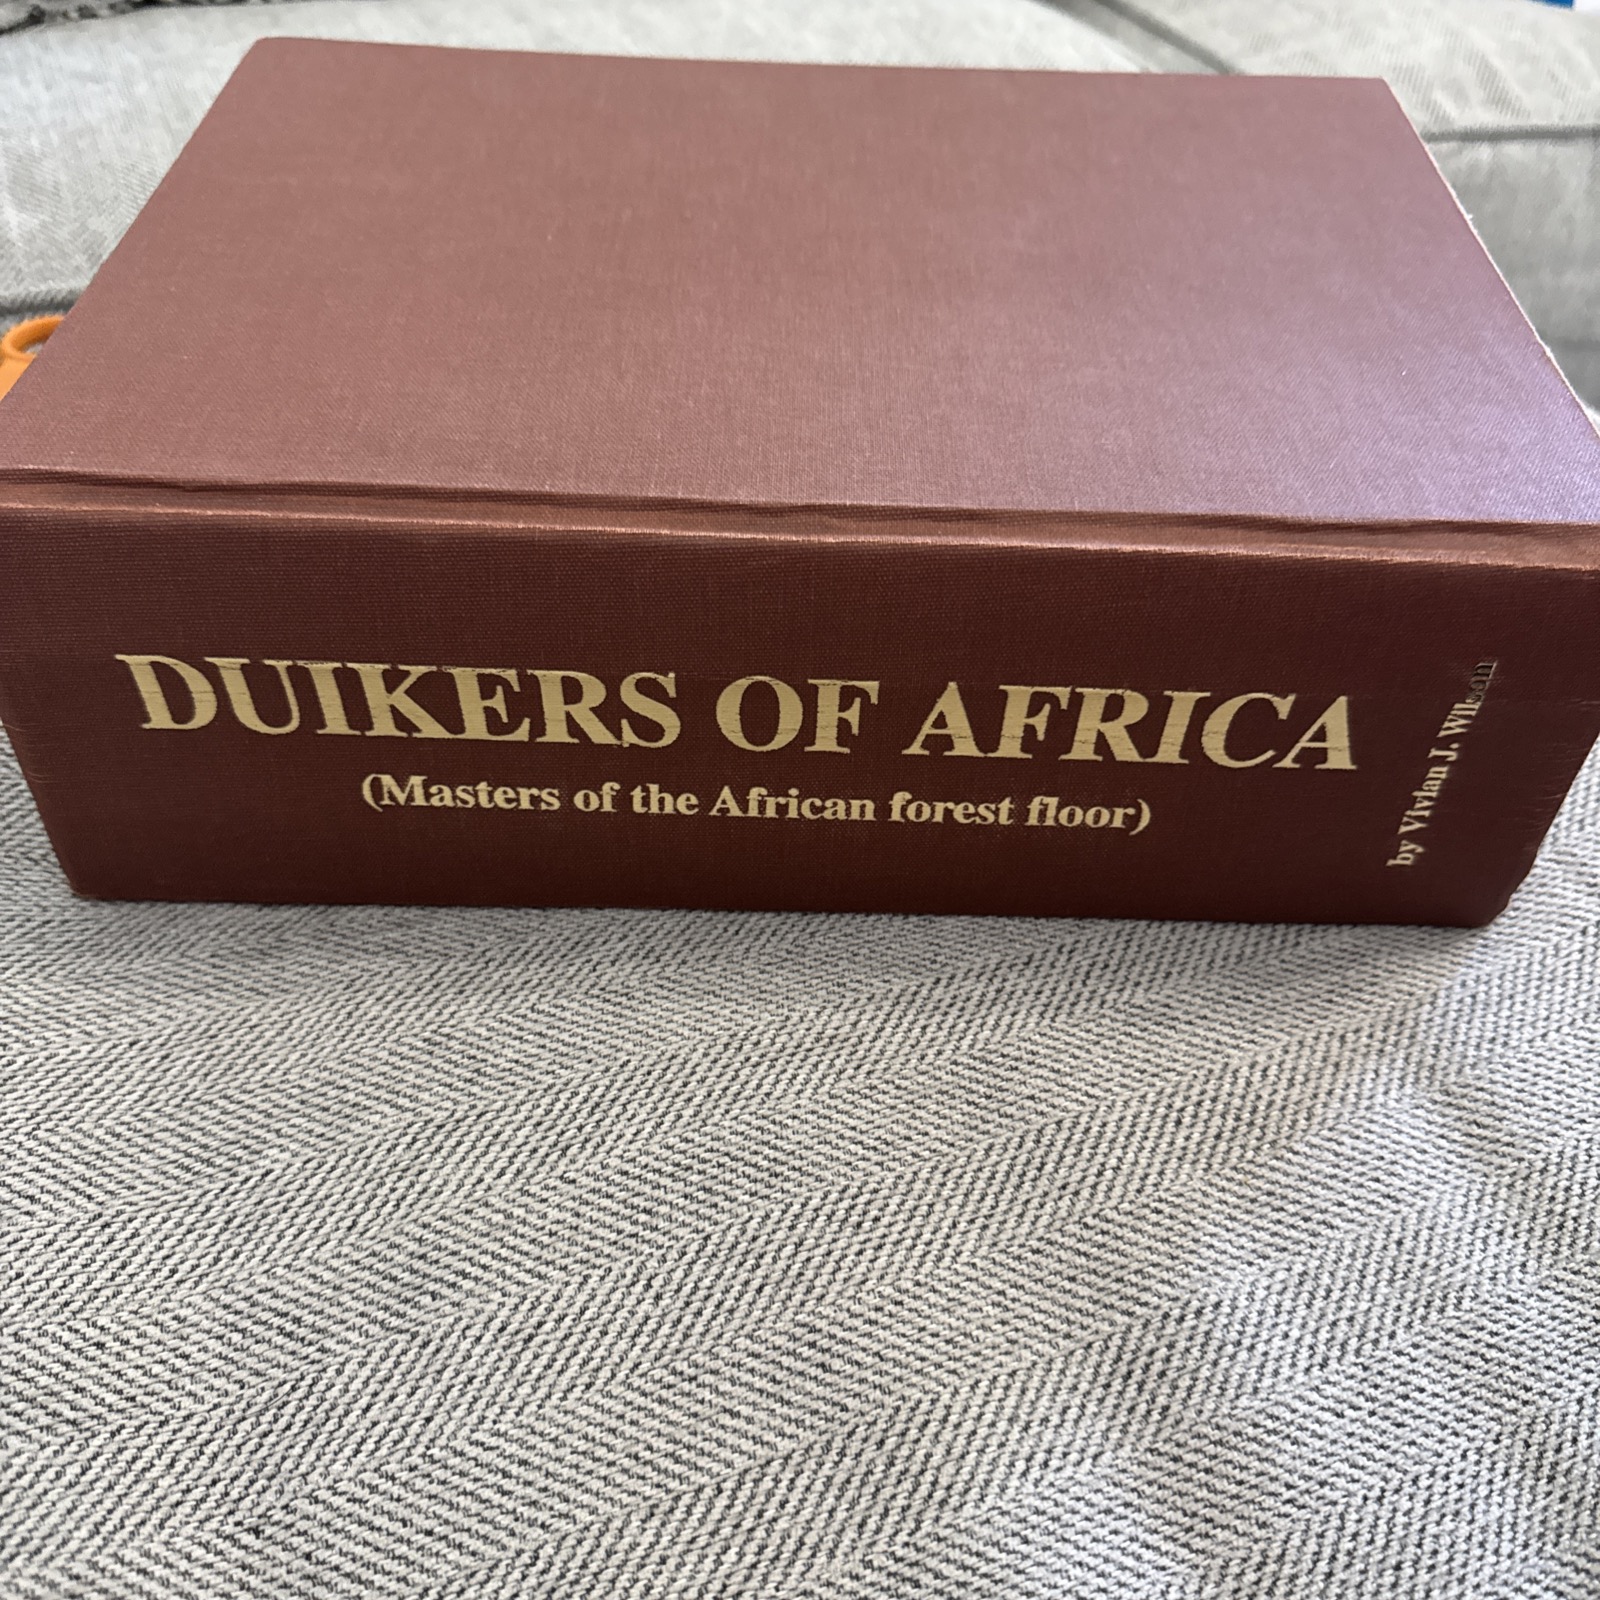 DUIKERS OF AFRICA
(Masters of the African forest floor)
by Vivian J. Wilson